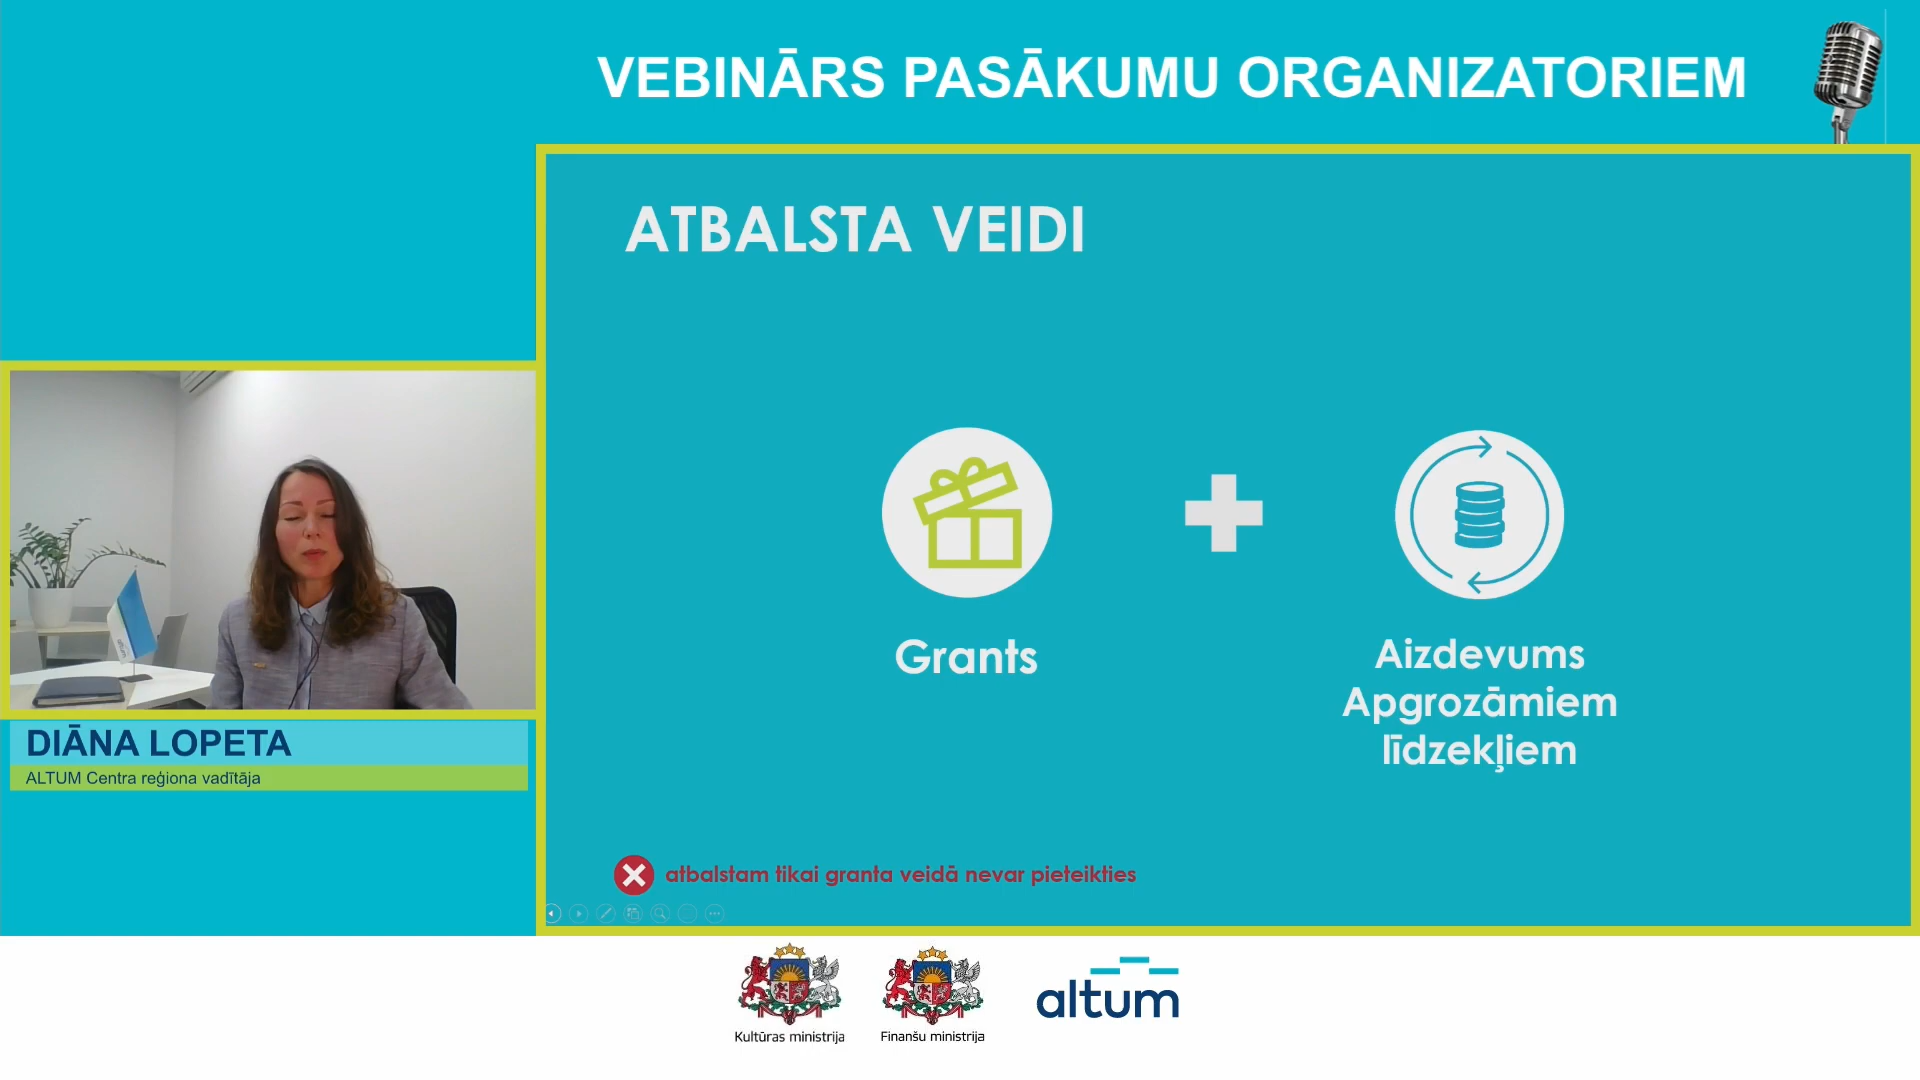 VEBINĀRS PASĀKUMU ORGANIZATORIEM
ATBALSTA VEIDI
Grants
Aizdevums
Apgrozāmiem
līdzekļiem
atbalstam tikai granta veidā nevar pieteikties
altum
DIĀNA LOPETA
ALTUM Centra reģiona vadītāja
Kultūras ministrija
Finanšu ministrija
altum